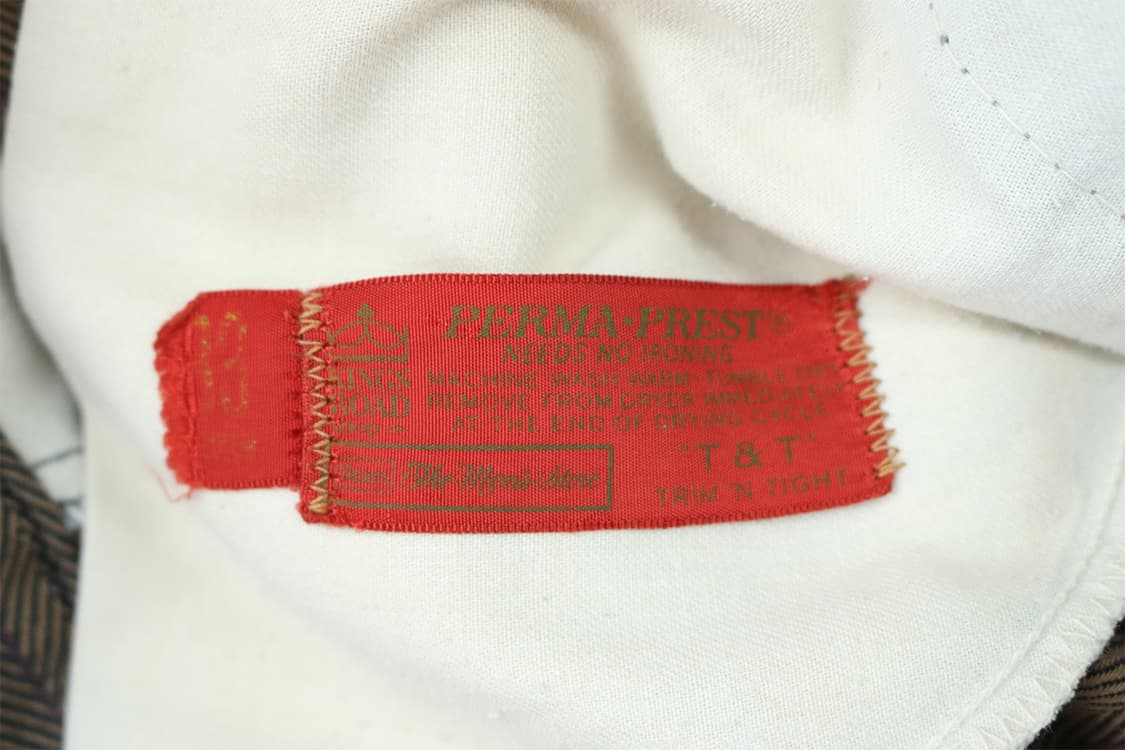 PERMA-PREST®
NEEDS NO IRONING
KINGS
ROAD
MACHINE WASH WARM - TUMBLE DRY
REMOVE FROM DRYER IMMEDIATELY
AT THE END OF DRYING CYCLE
Sears The Men's Store
"T & T"
TRIM 'N TIGHT